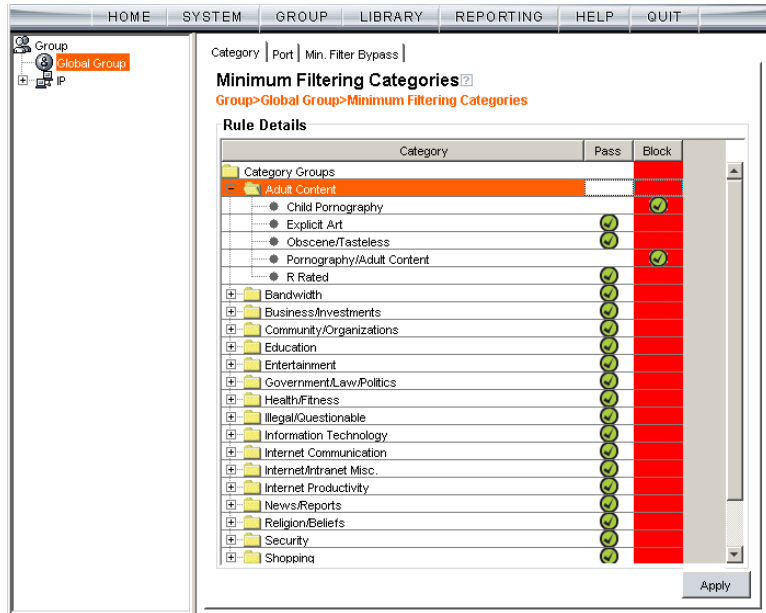 HOME SYSTEM GROUP LIBRARY REPORTING HELP QUIT
Group
Global Group
IP
Category Port Min. Filter Bypass
Minimum Filtering Categories?
Group>Global Group>Minimum Filtering Categories
Rule Details
Category Pass Block
Category Groups
Adult Content
Child Pornography
Explicit Art
Obscene/Tasteless
Pornography/Adult Content
R Rated
Bandwidth
Business/Investments
Community/Organizations
Education
Entertainment
Government/Law/Politics
Health/Fitness
Illegal/Questionable
Information Technology
Internet Communication
Internet/Intranet Misc.
Internet Productivity
News/Reports
Religion/Beliefs
Security
Shopping
Apply